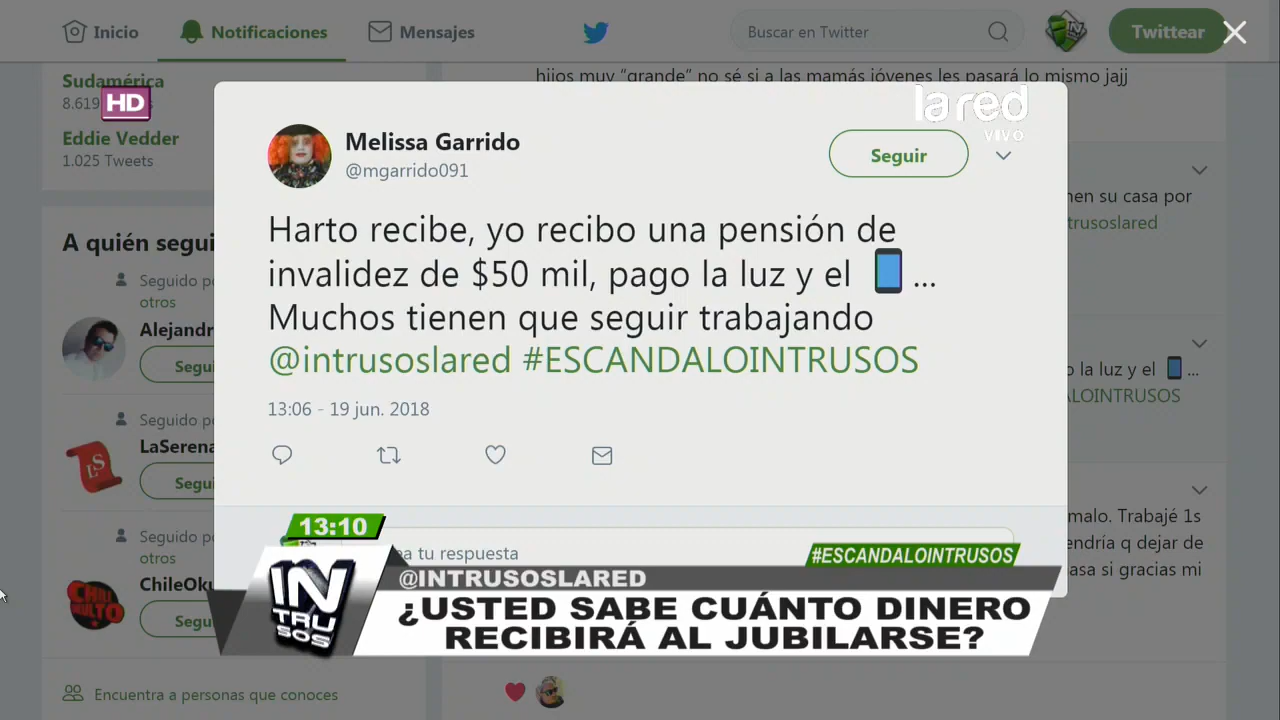 Inicio
Notificaciones
Mensajes
Buscar en Twitter
Twittear
Sudamérica
8.619
HD
Eddie Vedder
1.025 Tweets
hijos muy "grande" no sé si a las mamás jóvenes les pasará lo mismo jajj
la red
VIVO
Melissa Garrido
@mgarrido091
Seguir
Harto recibe, yo recibo una pensión de
invalidez de $50 mil, pago la luz y el 📱 ...
Muchos tienen que seguir trabajando
@intrusoslared #ESCANDALOINTRUSOS
13:06 - 19 jun. 2018
A quién segui
Seguido po
otros
Alejandr
Segui
Seguido po
LaSerena
Segui
Seguido po
otros
ChileOku
Segui
Encuentra a personas que conoces
en su casa por
ntrusoslared
la luz y el 📱 ...
ALOINTRUSOS
malo. Trabajé 1s
endría q dejar de
asa si gracias mi
13:10
tu respuesta
#ESCANDALOINTRUSOS
INTRUSOS
@INTRUSOSLARED
¿USTED SABE CUÁNTO DINERO
RECIBIRÁ AL JUBILARSE?